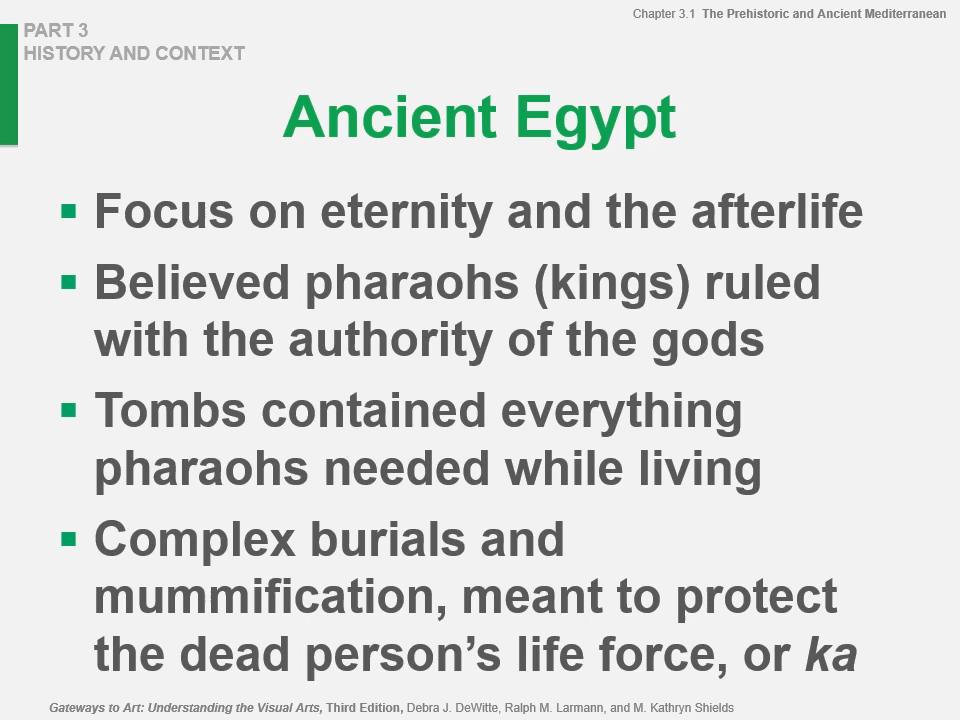 Chapter 3.1 The Prehistoric and Ancient Mediterranean
PART 3
HISTORY AND CONTEXT
Ancient Egypt
▪ Focus on eternity and the afterlife
▪ Believed pharaohs (kings) ruled
with the authority of the gods
▪ Tombs contained everything
pharaohs needed while living
▪ Complex burials and
mummification, meant to protect
the dead person’s life force, or ka
Gateways to Art: Understanding the Visual Arts, Third Edition, Debra J. DeWitte, Ralph M. Larmann, and M. Kathryn Shields